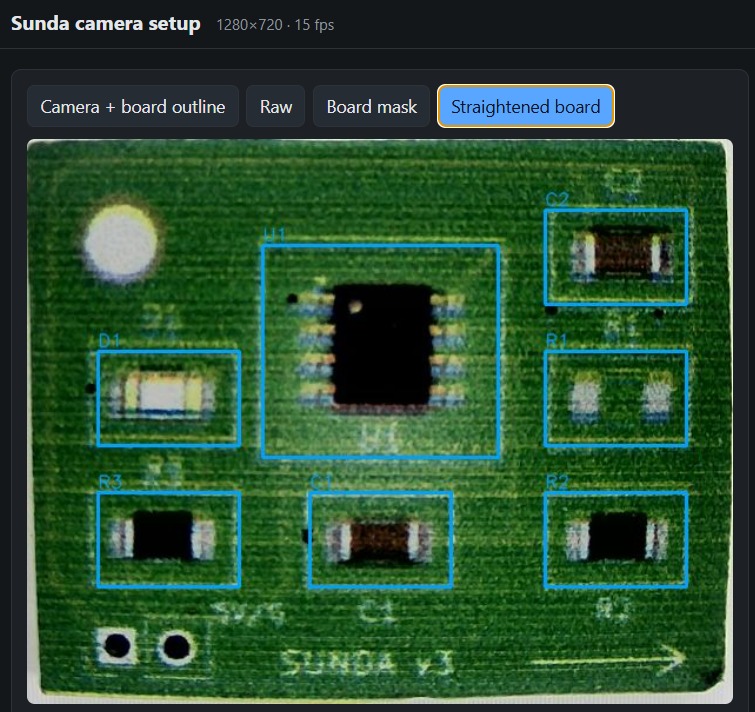 Sunda camera setup 1280×720 · 15 fps
Camera + board outline Raw Board mask Straightened board
C2
U1
D1
R1
U1
R3
C1
R2
C1
SUNDA v3